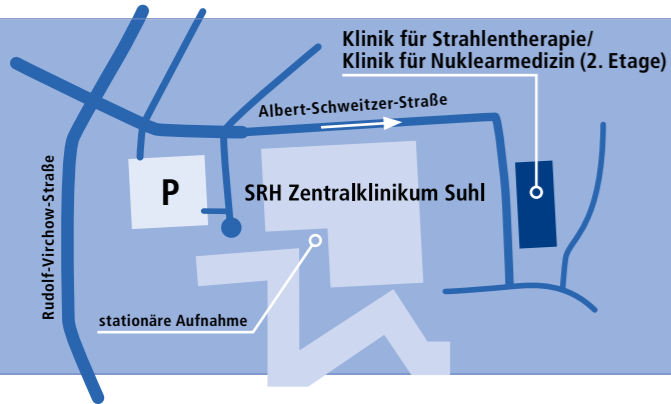 Klinik für Strahlentherapie/
Klinik für Nuklearmedizin (2. Etage)
Albert-Schweitzer-Straße
P
SRH Zentralklinikum Suhl
Rudolf-Virchow-Straße
stationäre Aufnahme